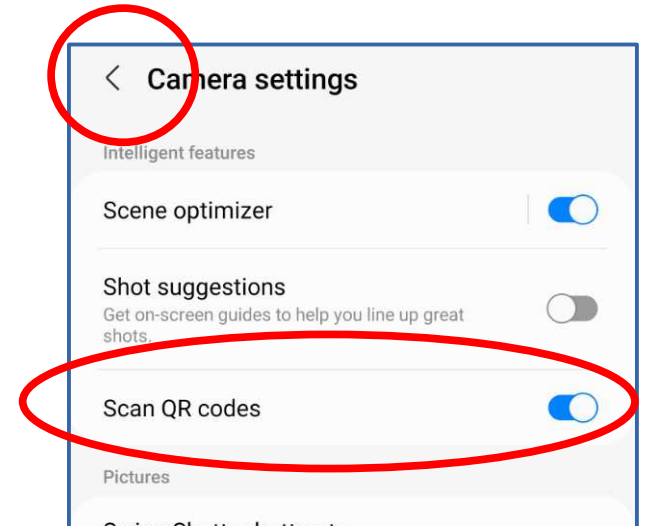 Camera settings
Intelligent features
Scene optimizer
Shot suggestions
Get on-screen guides to help you line up great
shots.
Scan QR codes
Pictures